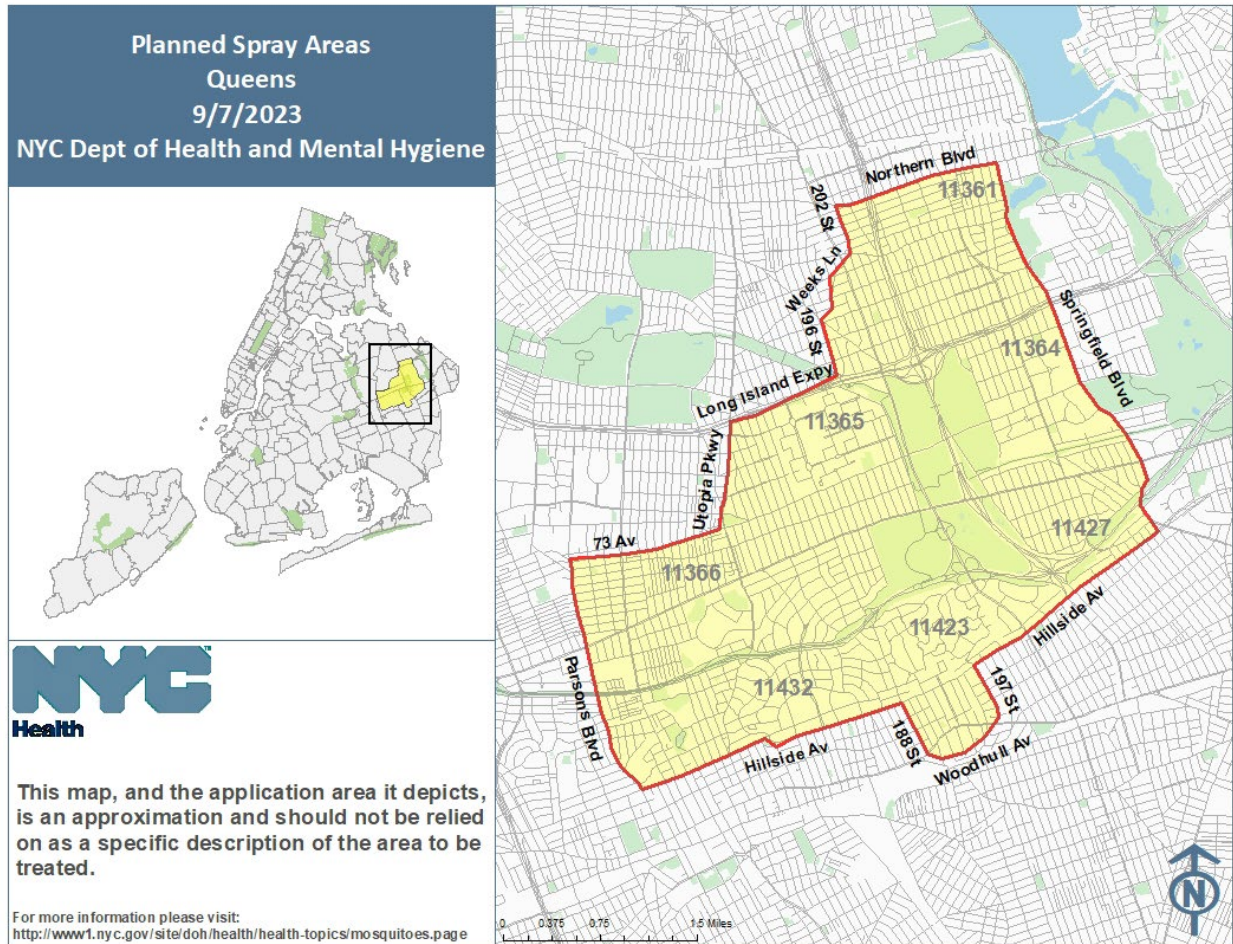 Planned Spray Areas
Queens
9/7/2023
NYC Dept of Health and Mental Hygiene
NYC
Health
This map, and the application area it depicts,
is an approximation and should not be relied
on as a specific description of the area to be
treated.
For more information please visit:
http://www1.nyc.gov/site/doh/health/health-topics/mosquitoes.page
Northern Blvd
11361
202 St
Weeks Ln
196 St
Springfield Blvd
11364
Long Island Expy
11365
Utopia Pkwy
73 Av
11366
11427
Hillside Av
11423
197 St
11432
Parsons Blvd
Hillside Av
188 St
Woodhull Av
0 0.375 0.75 1.5 Miles
N